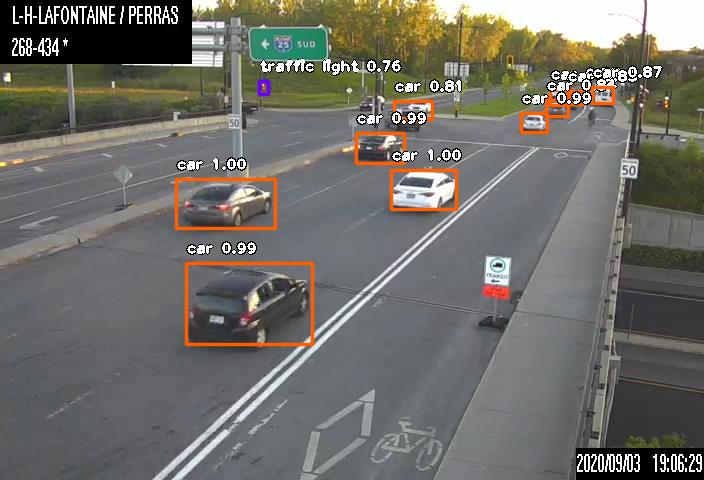 L-H-LAFONTAINE / PERRAS
268-434 *
25 SUD
traffic light 0.76
car 0.81
car 0.87
car 0.99
car 0.99
car 1.00
car 1.00
50
50
car 0.99
TRANSIT
2020/09/03 19:06:29